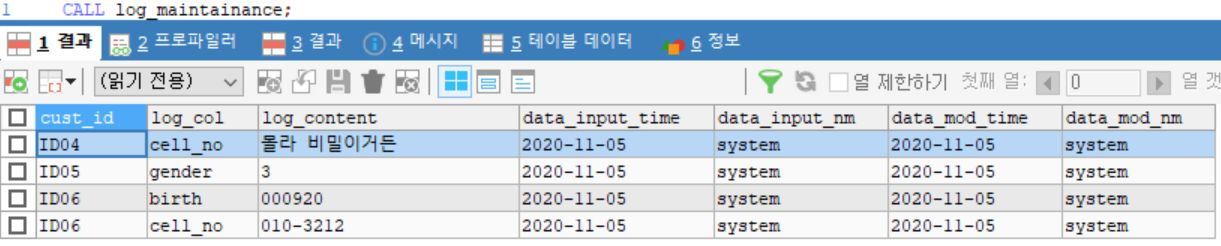 1 CALL log_maintainance;
1 결과 2 프로파일러 3 결과 4 메시지 5 테이블 데이터 6 정보
(읽기 전용) 열 제한하기 첫째 열: 0 열 갯
cust_id log_col log_content data_input_time data_input_nm data_mod_time data_mod_nm
ID04 cell_no 몰라 비밀이거든 2020-11-05 system 2020-11-05 system
ID05 gender 3 2020-11-05 system 2020-11-05 system
ID06 birth 000920 2020-11-05 system 2020-11-05 system
ID06 cell_no 010-3212 2020-11-05 system 2020-11-05 system